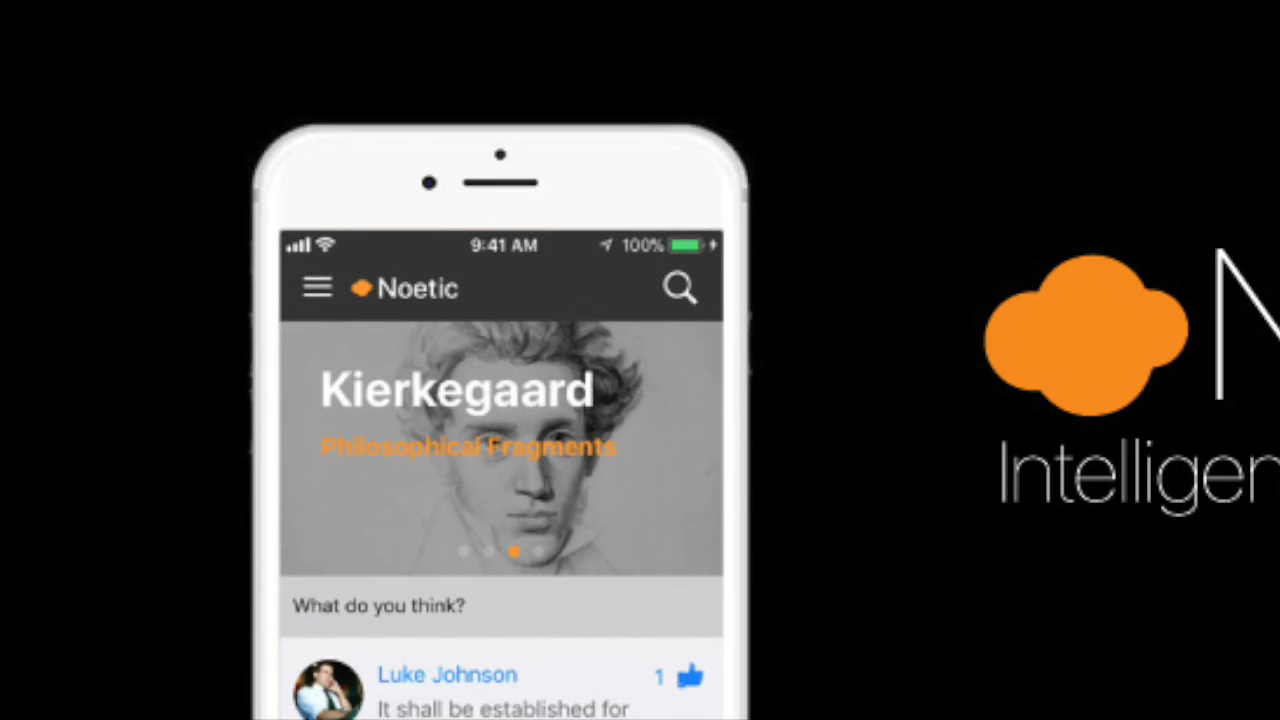 9:41 AM 100%
Noetic
Kierkegaard
Philosophical Fragments
What do you think?
Luke Johnson 1
It shall be established for
N
Intelligen